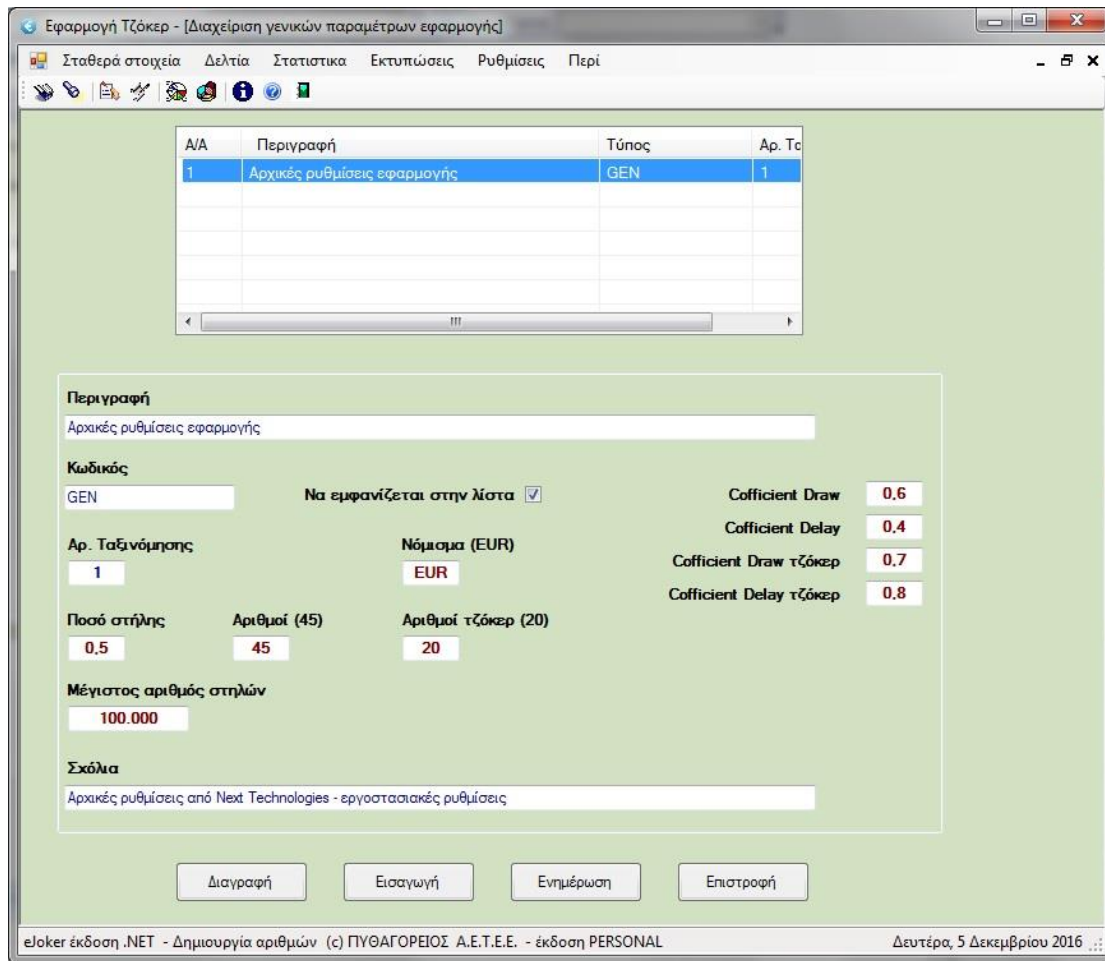 Εφαρμογή Τζόκερ - [Διαχείριση γενικών παραμέτρων εφαρμογής]
Σταθερά στοιχεία Δελτία Στατιστικα Εκτυπώσεις Ρυθμίσεις Περί
Α/Α Περιγραφή Τύπος Αρ. Το
1 Αρχικές ρυθμίσεις εφαρμογής GEN 1
Περιγραφή
Αρχικές ρυθμίσεις εφαρμογής
Κωδικός
GEN Να εμφανίζεται στην λίστα Cofficient Draw 0,6
Cofficient Delay 0,4
Αρ. Ταξινόμησης Νόμισμα (EUR)
1 EUR Cofficient Draw τζόκερ 0,7
Cofficient Delay τζόκερ 0,8
Ποσό στήλης Αριθμοί (45) Αριθμοί τζόκερ (20)
0,5 45 20
Μέγιστος αριθμός στηλών
100.000
Σχόλια
Αρχικές ρυθμίσεις από Next Technologies - εργοστασιακές ρυθμίσεις
Διαγραφή Εισαγωγή Ενημέρωση Επιστροφή
eJoker έκδοση .NET - Δημιουργία αριθμών (c) ΠΥΘΑΓΟΡΕΙΟΣ Α.Ε.Τ.Ε.Ε. - έκδοση PERSONAL Δευτέρα, 5 Δεκεμβρίου 2016